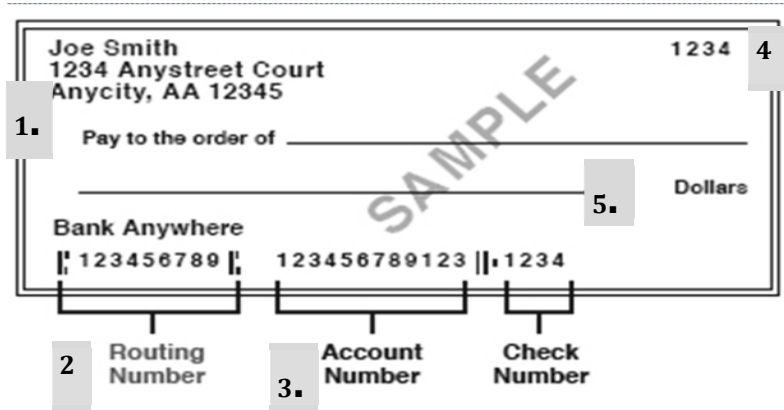 Joe Smith 1234 4
1234 Anystreet Court
Anycity, AA 12345
1.
Pay to the order of
SAMPLE
5. Dollars
Bank Anywhere
⑆123456789⑆ 123456789123⑈1234
2 Routing Number
3. Account Number
Check Number